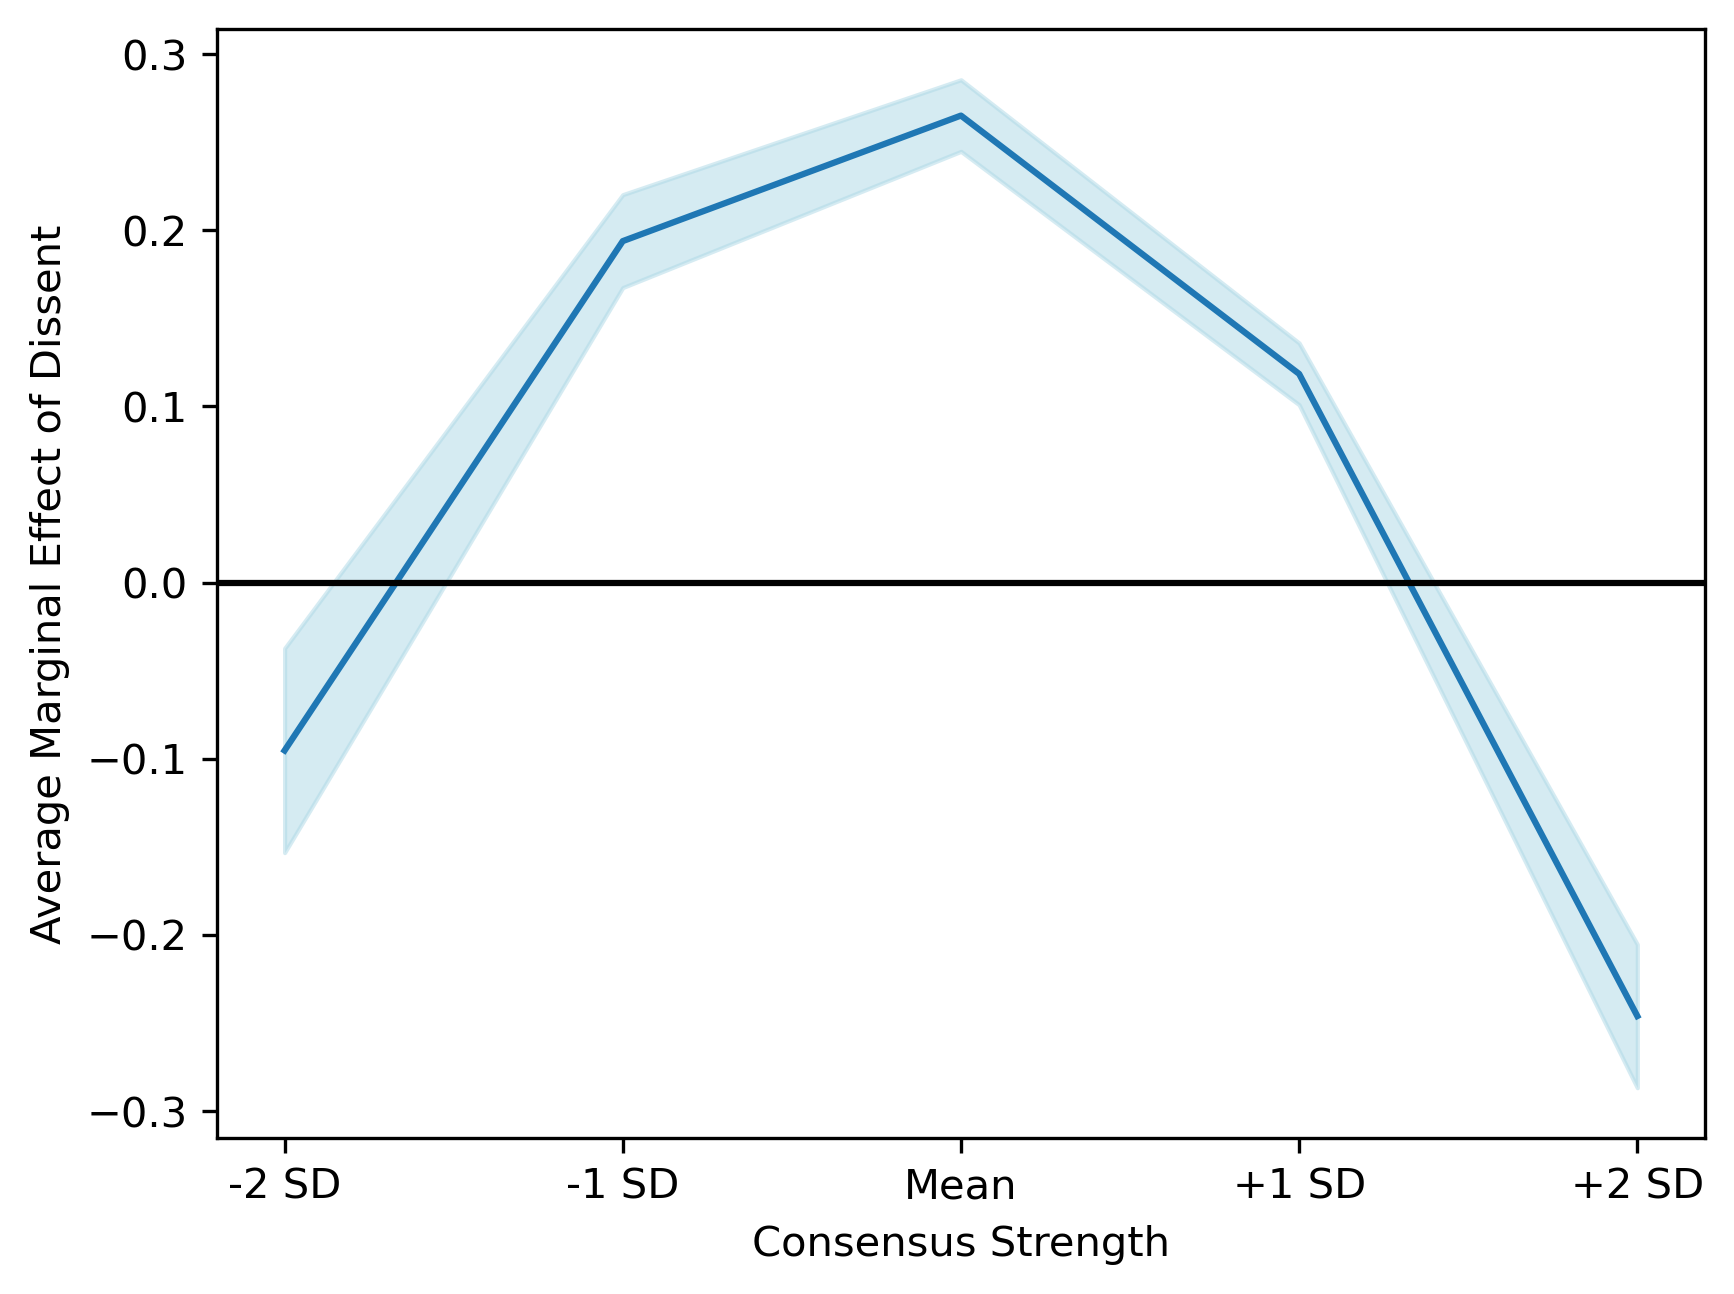 0.3
0.2
0.1
0.0
−0.1
−0.2
−0.3
Average Marginal Effect of Dissent
-2 SD
-1 SD
Mean
+1 SD
+2 SD
Consensus Strength